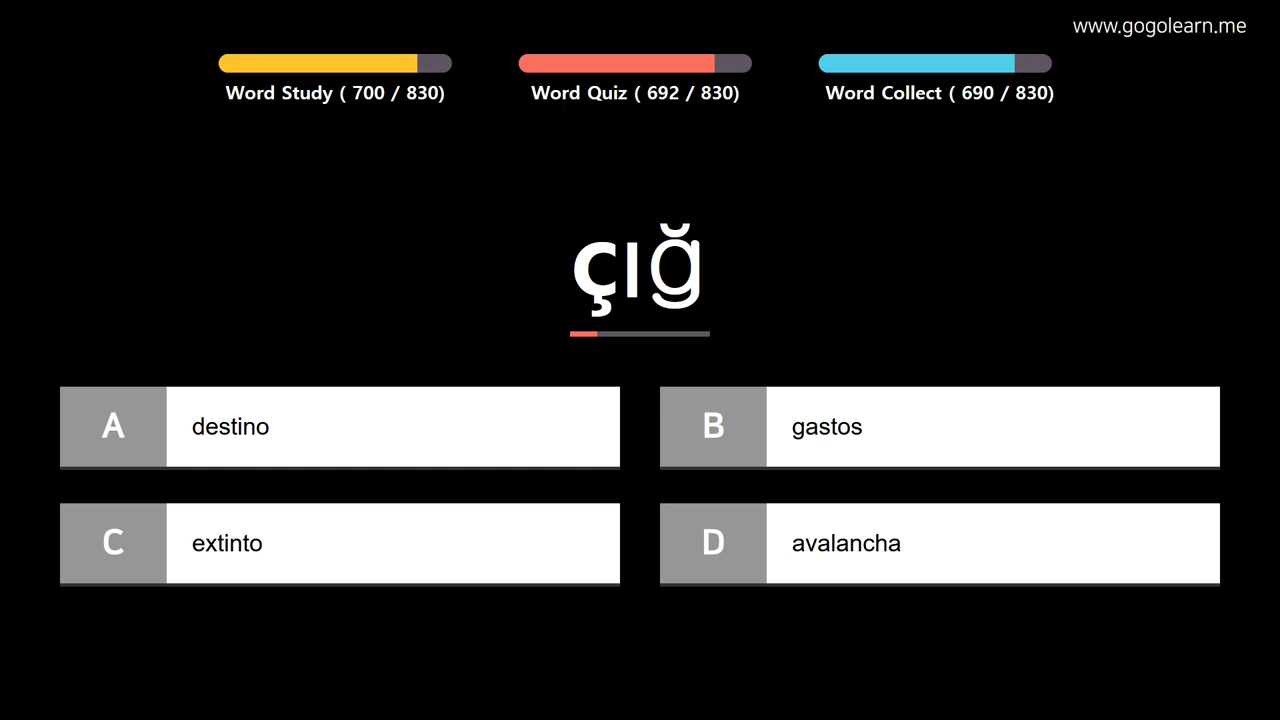 www.gogolearn.me
Word Study ( 700 / 830)
Word Quiz ( 692 / 830)
Word Collect ( 690 / 830)
çığ
A destino
B gastos
C extinto
D avalancha